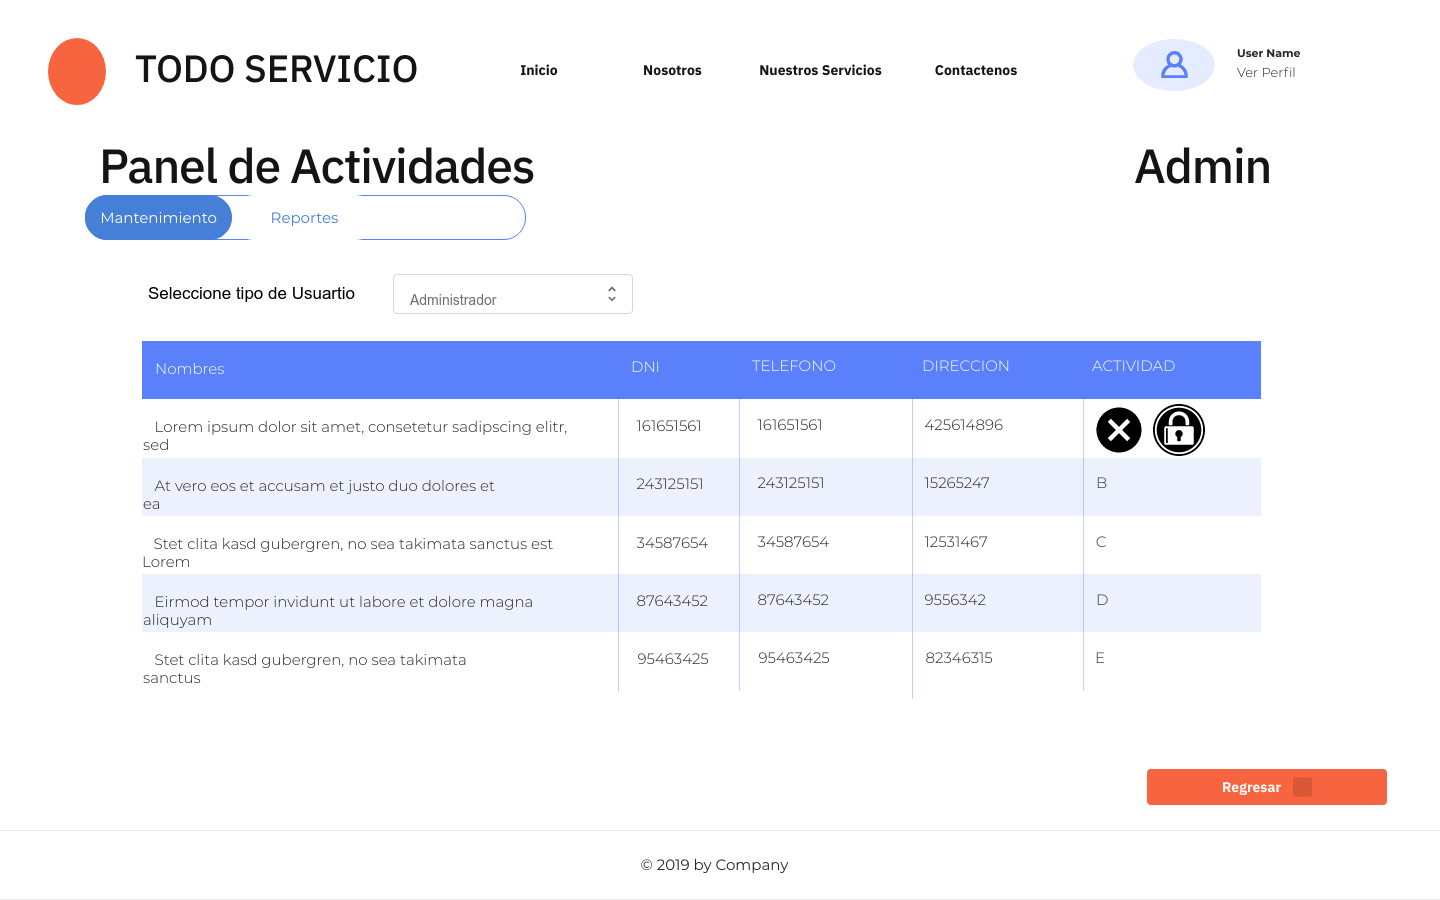 TODO SERVICIO
Inicio
Nosotros
Nuestros Servicios
Contactenos
User Name
Ver Perfil
Panel de Actividades
Admin
Mantenimiento
Reportes
Seleccione tipo de Usuartio
Administrador
Nombres DNI TELEFONO DIRECCION ACTIVIDAD
Lorem ipsum dolor sit amet, consetetur sadipscing elitr,
sed
161651561 161651561 425614896
At vero eos et accusam et justo duo dolores et
ea
243125151 243125151 15265247 B
Stet clita kasd gubergren, no sea takimata sanctus est
Lorem
34587654 34587654 12531467 C
Eirmod tempor invidunt ut labore et dolore magna
aliquyam
87643452 87643452 9556342 D
Stet clita kasd gubergren, no sea takimata
sanctus
95463425 95463425 82346315 E
Regresar
© 2019 by Company